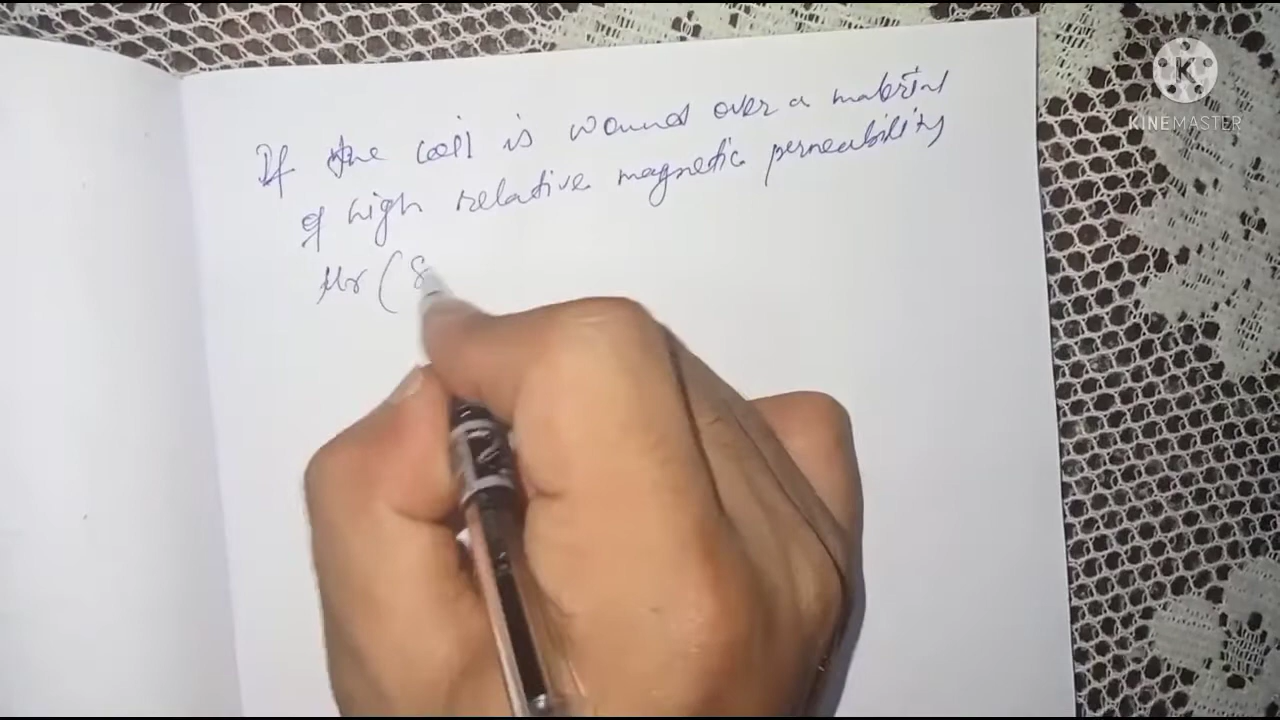 If the coil is wound over a material
of high relative magnetic permeability
μr (
KINEMASTER